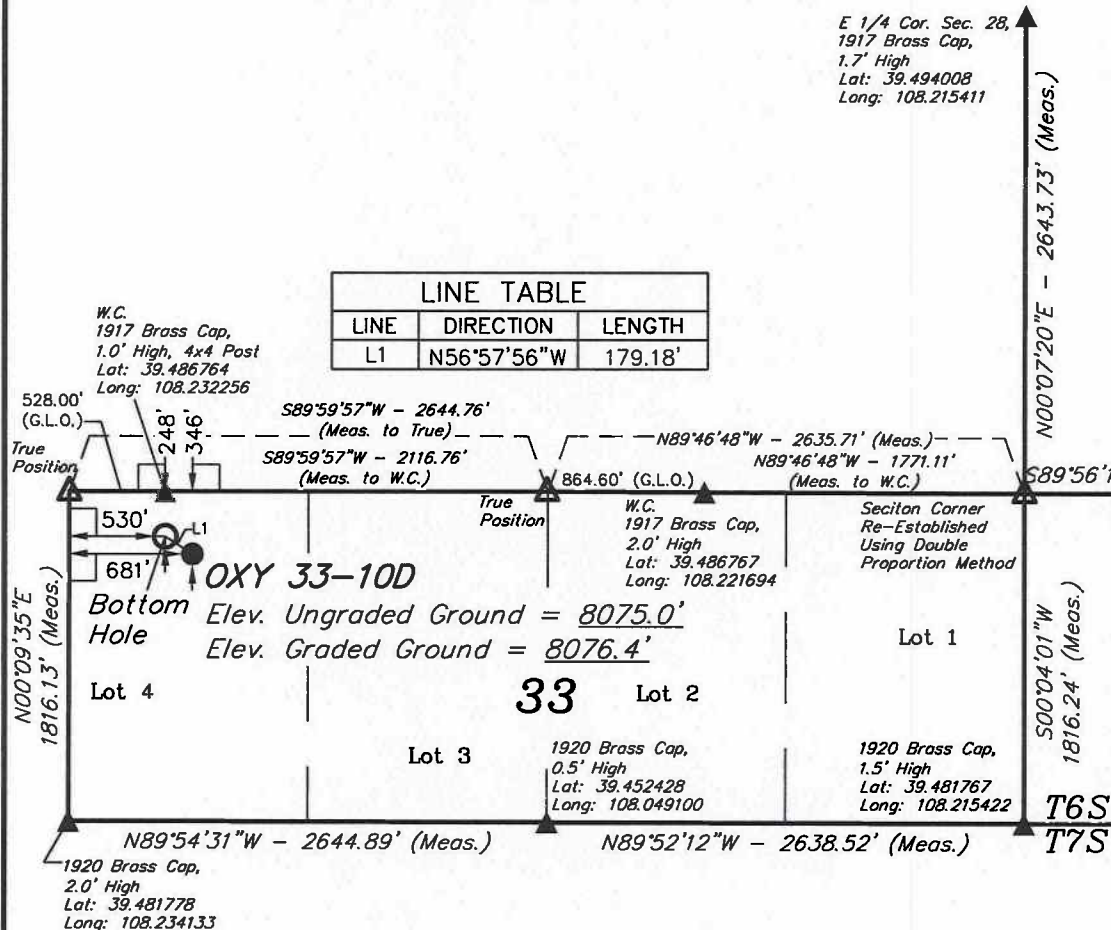 E 1/4 Cor. Sec. 28,
1917 Brass Cap,
1.7' High
Lat: 39.494008
Long: 108.215411
N00°07'20"E - 2643.73' (Meas.)
LINE TABLE
LINE DIRECTION LENGTH
L1 N56°57'56"W 179.18'
W.C.
1917 Brass Cap,
1.0' High, 4x4 Post
Lat: 39.486764
Long: 108.232256
528.00'
(G.L.O.)
248'
346'
True
Position
S89°59'57"W - 2644.76'
(Meas. to True)
S89°59'57"W - 2116.76'
(Meas. to W.C.)
N89°46'48"W - 2635.71' (Meas.)
N89°46'48"W - 1771.11'
(Meas. to W.C.)
864.60' (G.L.O.)
S89°56'1
True
Position
W.C.
1917 Brass Cap,
2.0' High
Lat: 39.486767
Long: 108.221694
Seciton Corner
Re-Established
Using Double
Proportion Method
530'
L1
681'
Bottom
Hole
OXY 33-10D
Elev. Ungraded Ground = 8075.0'
Elev. Graded Ground = 8076.4'
N00°09'35"E
1816.13' (Meas.)
Lot 4
33
Lot 2
Lot 1
Lot 3
S00°04'01"W
1816.24' (Meas.)
1920 Brass Cap,
0.5' High
Lat: 39.452428
Long: 108.049100
1920 Brass Cap,
1.5' High
Lat: 39.481767
Long: 108.215422
T6S
T7S
N89°54'31"W - 2644.89' (Meas.)
N89°52'12"W - 2638.52' (Meas.)
1920 Brass Cap,
2.0' High
Lat: 39.481778
Long: 108.234133